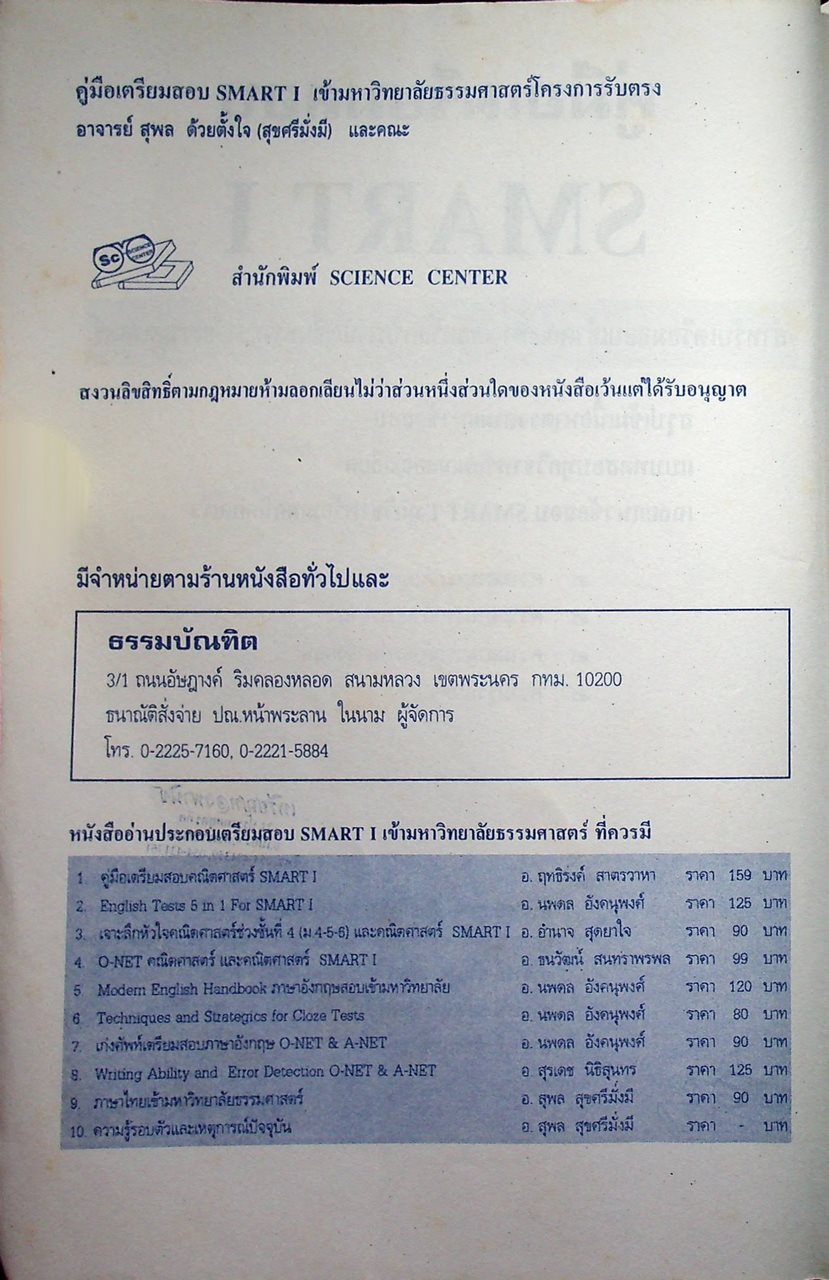 คู่มือเตรียมสอบ SMART I เข้ามหาวิทยาลัยธรรมศาสตร์โครงการรับตรง
อาจารย์ สุพล ด้วยตั้งใจ (สุขศรีมั่งมี) และคณะ
Sc SCIENCE CENTER
สำนักพิมพ์ SCIENCE CENTER
สงวนลิขสิทธิ์ตามกฎหมายห้ามลอกเลียนไม่ว่าส่วนหนึ่งส่วนใดของหนังสือเว้นแต่ได้รับอนุญาต
มีจำหน่ายตามร้านหนังสือทั่วไปและ
ธรรมบัณฑิต
3/1 ถนนอัษฎางค์ ริมคลองหลอด สนามหลวง เขตพระนคร กทม. 10200
ธนาณัติสั่งจ่าย ปณ.หน้าพระลาน ในนาม ผู้จัดการ
โทร. 0-2225-7160, 0-2221-5884
หนังสืออ่านประกอบเตรียมสอบ SMART I เข้ามหาวิทยาลัยธรรมศาสตร์ ที่ควรมี
1. คู่มือเตรียมสอบคณิตศาสตร์ SMART I อ. ฤทธิรงค์ สาตรวาหา ราคา 159 บาท
2. English Tests 5 in 1 For SMART I อ. นพดล อังคนุพงศ์ ราคา 125 บาท
3. เจาะลึกหัวใจคณิตศาสตร์ช่วงชั้นที่ 4 (ม.4-5-6) และคณิตศาสตร์ SMART I อ. อำนาจ สุดยาใจ ราคา 90 บาท
4. O-NET คณิตศาสตร์ และคณิตศาสตร์ SMART I อ. ธนวัฒน์ สนทราพรพล ราคา 99 บาท
5. Modern English Handbook ภาษาอังกฤษสอบเข้ามหาวิทยาลัย อ. นพดล อังคนุพงศ์ ราคา 120 บาท
6. Techniques and Strategics for Cloze Tests อ. นพดล อังคนุพงศ์ ราคา 80 บาท
7. เก่งศัพท์เตรียมสอบภาษาอังกฤษ O-NET & A-NET อ. นพดล อังคนุพงศ์ ราคา 90 บาท
8. Writing Ability and Error Detection O-NET & A-NET อ. สุรเดช นิธิสุนทร ราคา 125 บาท
9. ภาษาไทยเข้ามหาวิทยาลัยธรรมศาสตร์ อ. สุพล สุขศรีมั่งมี ราคา 90 บาท
10. ความรู้รอบตัวและเหตุการณ์ปัจจุบัน อ. สุพล สุขศรีมั่งมี ราคา - บาท